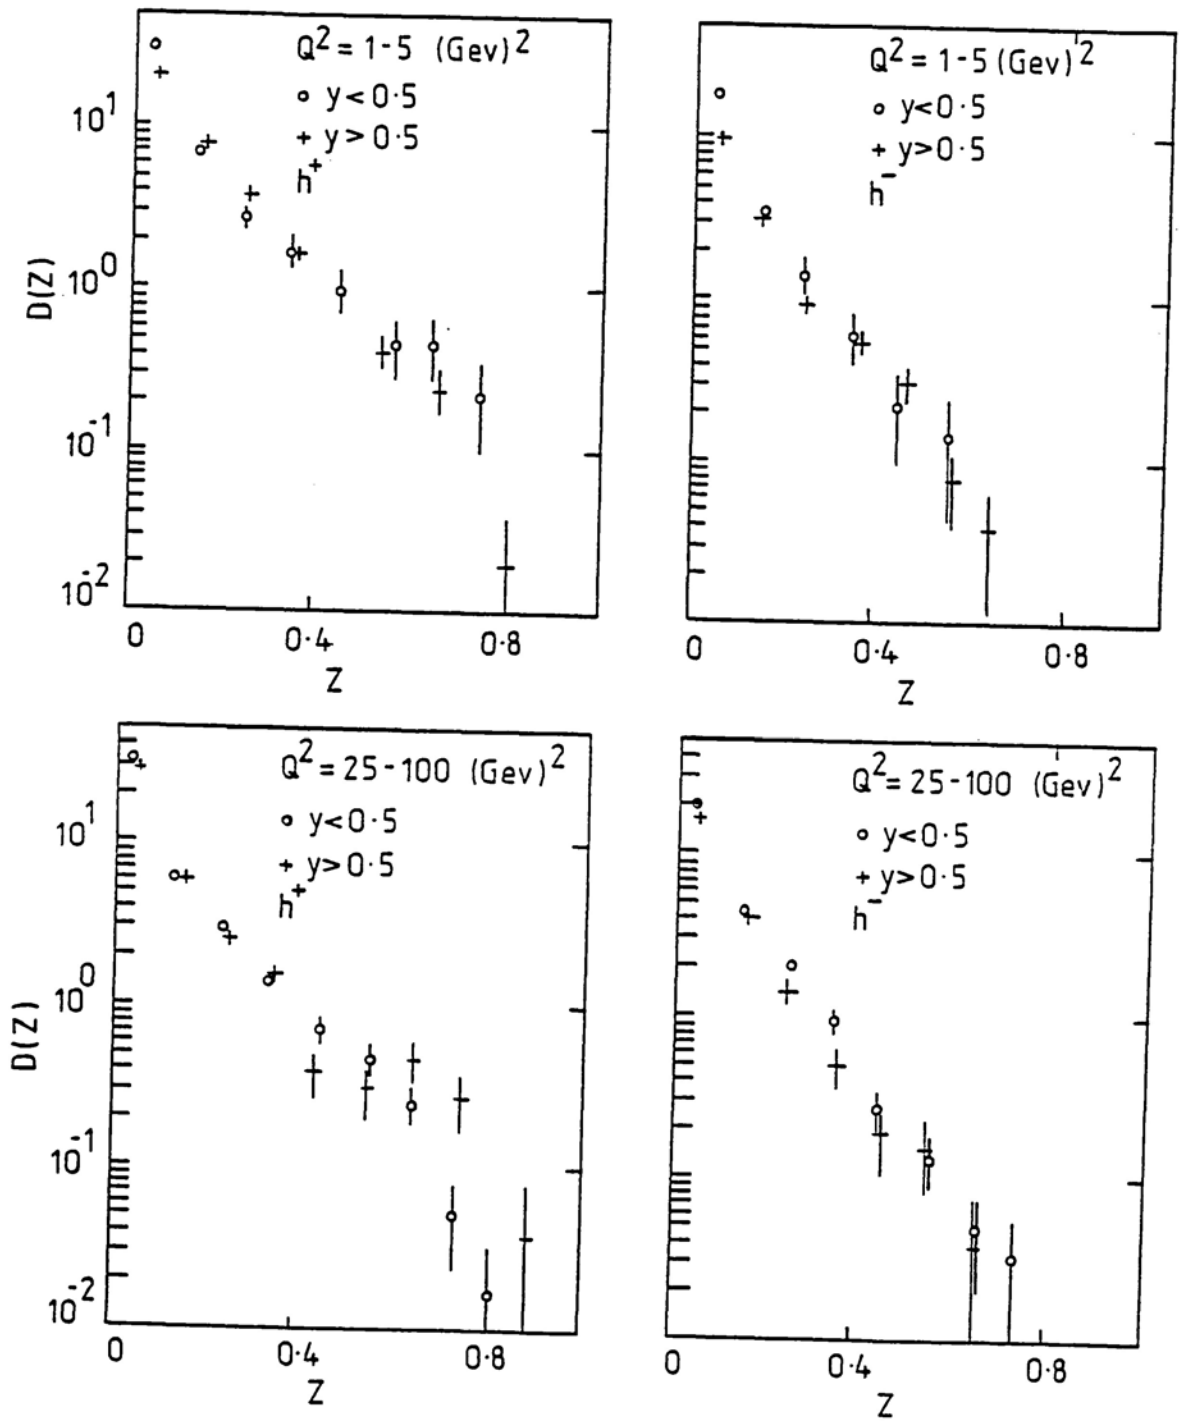 Q² = 1-5 (Gev)²
o y < 0·5
+ y > 0·5
h⁺
10¹
10⁰
10⁻¹
10⁻²
D(Z)
0 0·4 0·8
Z
Q² = 1-5 (Gev)²
o y < 0·5
+ y > 0·5
h⁻
0 0·4 0·8
Z
Q² = 25-100 (Gev)²
o y < 0·5
+ y > 0·5
h⁺
10¹
10⁰
10⁻¹
10⁻²
D(Z)
0 0·4 0·8
Z
Q² = 25-100 (Gev)²
o y < 0·5
+ y > 0·5
h⁻
0 0·4 0·8
Z